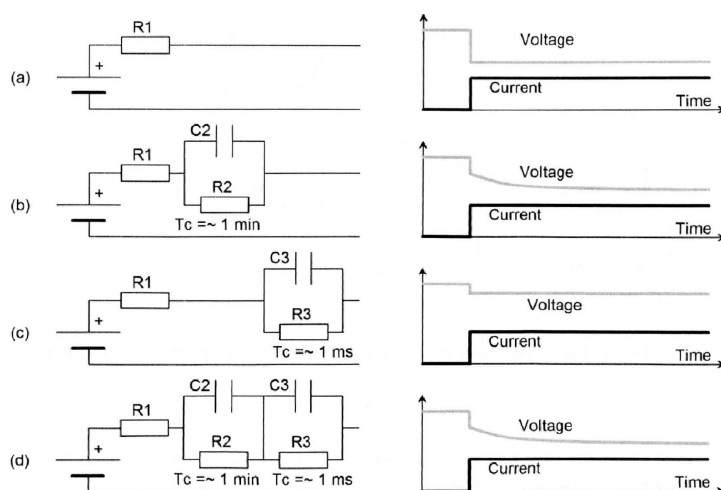 R1
Voltage
+
(a)
Current
Time
C2
R1
R2
Voltage
+
(b)
Tc =~ 1 min
Current
Time
C3
R1
R3
Voltage
+
(c)
Tc =~ 1 ms
Current
Time
C2 C3
R1
R2 R3
Voltage
+
(d)
Tc =~ 1 min Tc =~ 1 ms
Current
Time